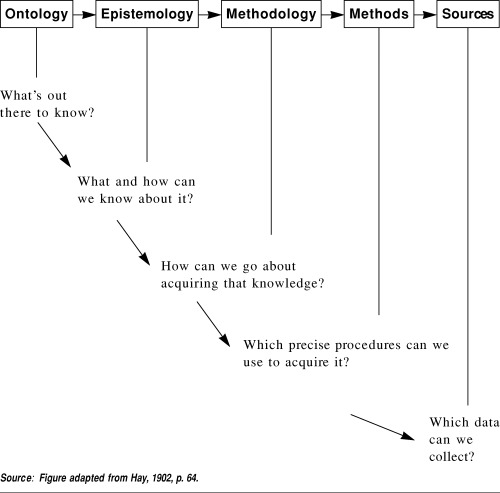 Ontology Epistemology Methodology Methods Sources
What's out
there to know?
What and how can
we know about it?
How can we go about
acquiring that knowledge?
Which precise procedures can we
use to acquire it?
Which data
can we
collect?
Source: Figure adapted from Hay, 1902, p. 64.